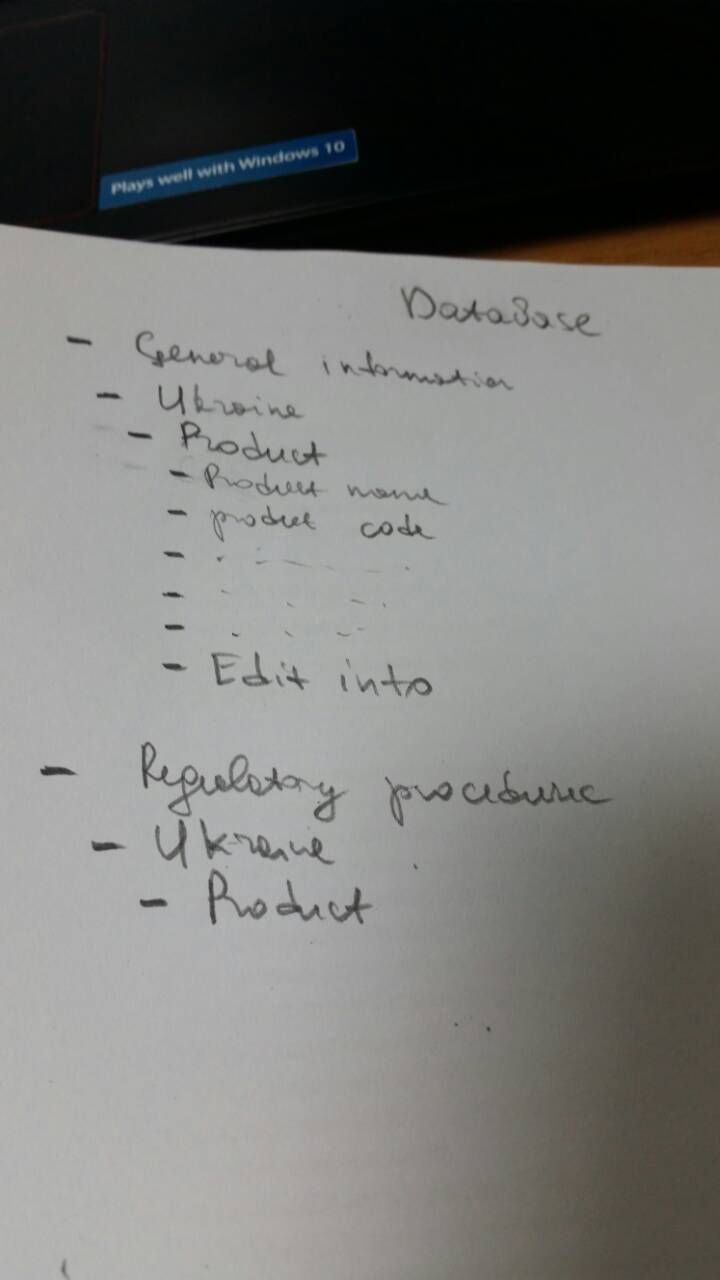 Plays well with Windows 10
DataBase
- General information
- Ukraine
- Product
- Product name
- product code
-
-
-
- Edit info
- Regulatory procedure
- Ukraine
- Product